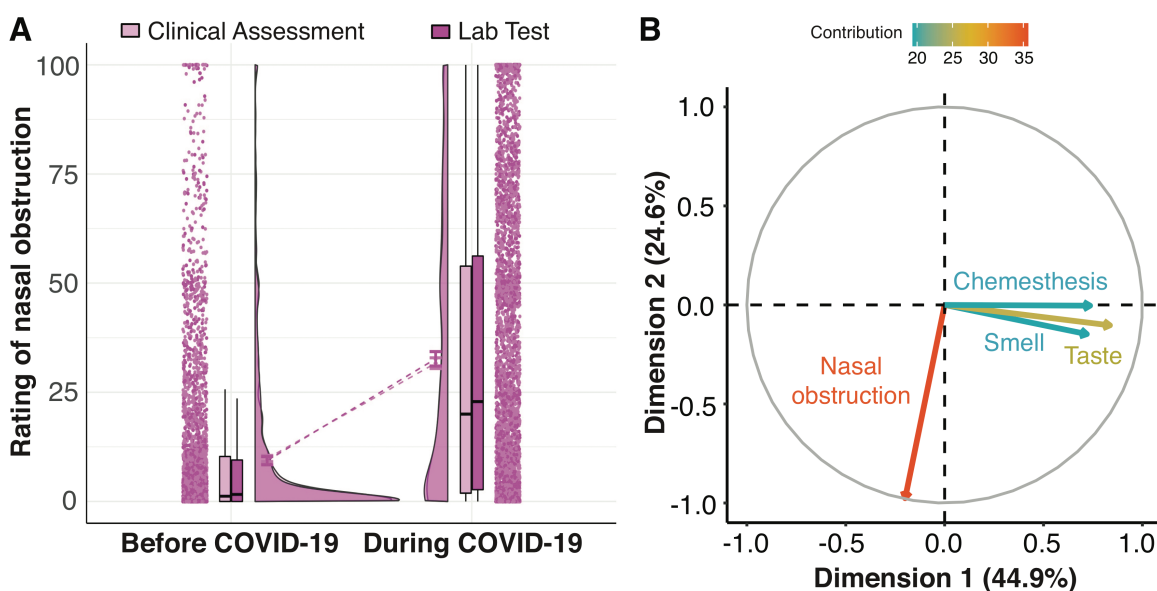 A
Clinical Assessment
Lab Test
Rating of nasal obstruction
100
75
50
25
0
Before COVID-19
During COVID-19
B
Contribution
20 25 30 35
Dimension 2 (24.6%)
1.0
0.5
0.0
-0.5
-1.0
Chemesthesis
Smell
Taste
Nasal
obstruction
-1.0 -0.5 0.0 0.5 1.0
Dimension 1 (44.9%)